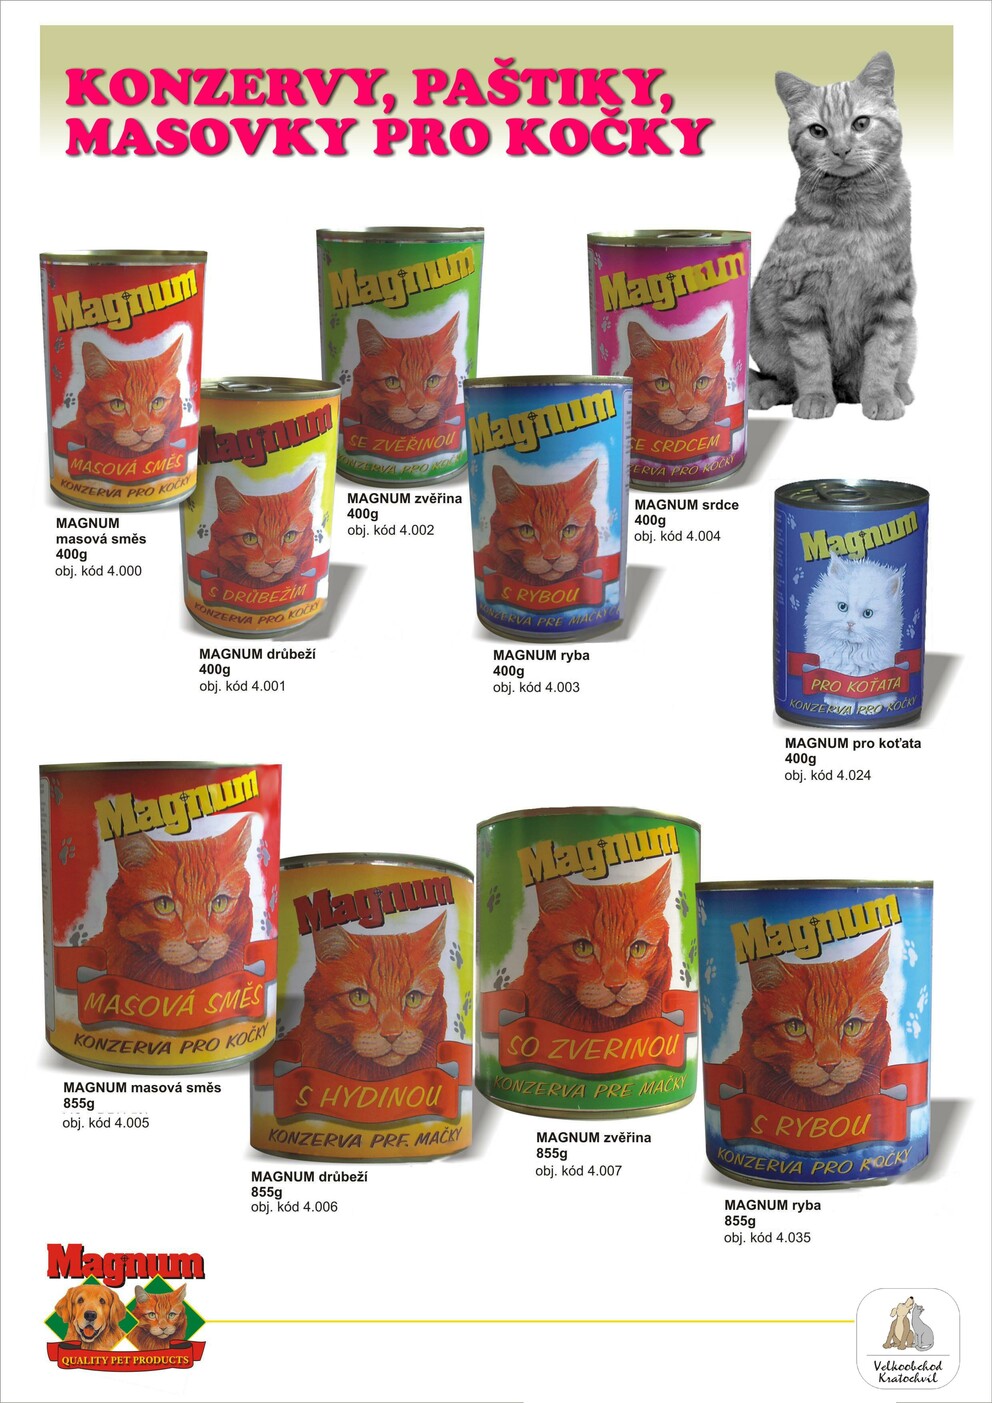 KONZERVY, PAŠTIKY,
MASOVKY PRO KOČKY
Magnum
MASOVÁ SMĚS
KONZERVA PRO KOČKY
MAGNUM
masová směs
400g
obj. kód 4.000
Magnum
S DRŮBEŽÍM
KONZERVA PRO KOČKY
MAGNUM drůbeží
400g
obj. kód 4.001
Magnum
SE ZVĚŘINOU
MAGNUM zvěřina
400g
obj. kód 4.002
Magnum
S RYBOU
KONZERVA PRE MAČKY
MAGNUM ryba
400g
obj. kód 4.003
Magnum
SE SRDCEM
PRO KOČKY
MAGNUM srdce
400g
obj. kód 4.004
Magnum
PRO KOŤATA
KONZERVA PRO KOČKY
MAGNUM pro koťata
400g
obj. kód 4.024
Magnum
MASOVÁ SMĚS
KONZERVA PRO KOČKY
MAGNUM masová směs
855g
obj. kód 4.005
Magnum
S HYDINOU
KONZERVA PRE MAČKY
MAGNUM drůbeží
855g
obj. kód 4.006
Magnum
SO ZVERINOU
KONZERVA PRE MAČKY
MAGNUM zvěřina
855g
obj. kód 4.007
Magnum
S RYBOU
KONZERVA PRO KOČKY
MAGNUM ryba
855g
obj. kód 4.035
Magnum
QUALITY PET PRODUCTS
Velkoobchod
Kratochvíl